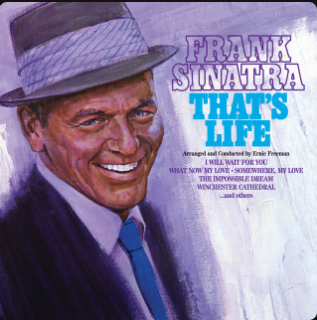 FRANK
SINATRA
THAT'S
LIFE
Arranged and Conducted by Ernie Freeman
I WILL WAIT FOR YOU
WHAT NOW MY LOVE • SOMEWHERE, MY LOVE
THE IMPOSSIBLE DREAM
WINCHESTER CATHEDRAL
...and others